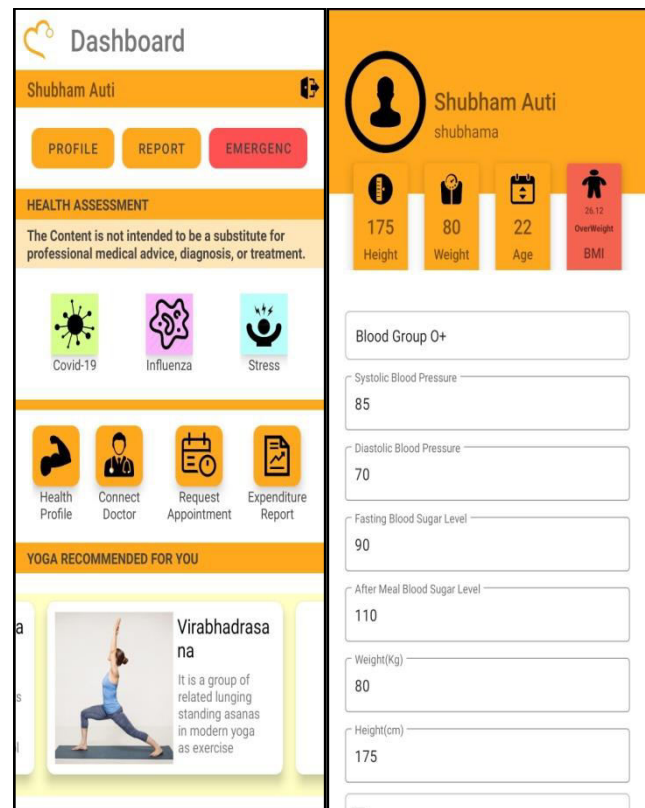 Dashboard
Shubham Auti
PROFILE
REPORT
EMERGENC
HEALTH ASSESSMENT
The Content is not intended to be a substitute for
professional medical advice, diagnosis, or treatment.
Covid-19
Influenza
Stress
Health
Profile
Connect
Doctor
Request
Appointment
Expenditure
Report
YOGA RECOMMENDED FOR YOU
a
s
Virabhadrasa
na
It is a group of
related lunging
standing asanas
in modern yoga
as exercise
Shubham Auti
shubhama
175
Height
80
Weight
22
Age
26.12
OverWeight
BMI
Blood Group O+
Systolic Blood Pressure
85
Diastolic Blood Pressure
70
Fasting Blood Sugar Level
90
After Meal Blood Sugar Level
110
Weight(Kg)
80
Height(cm)
175